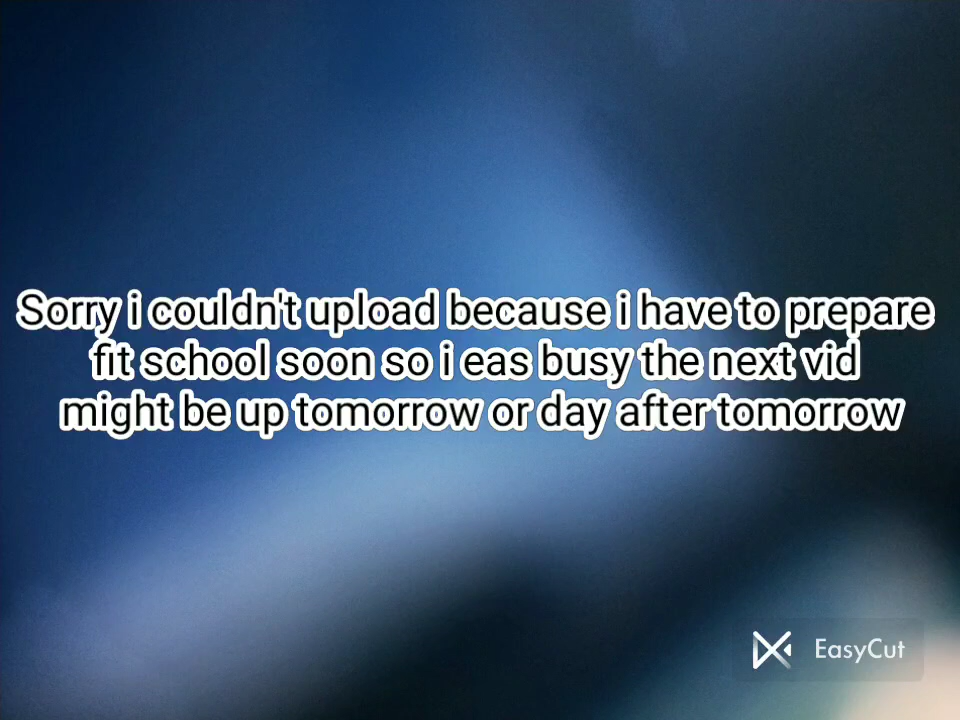 Sorry i couldn't upload because i have to prepare
fit school soon so i eas busy the next vid
might be up tomorrow or day after tomorrow
EasyCut